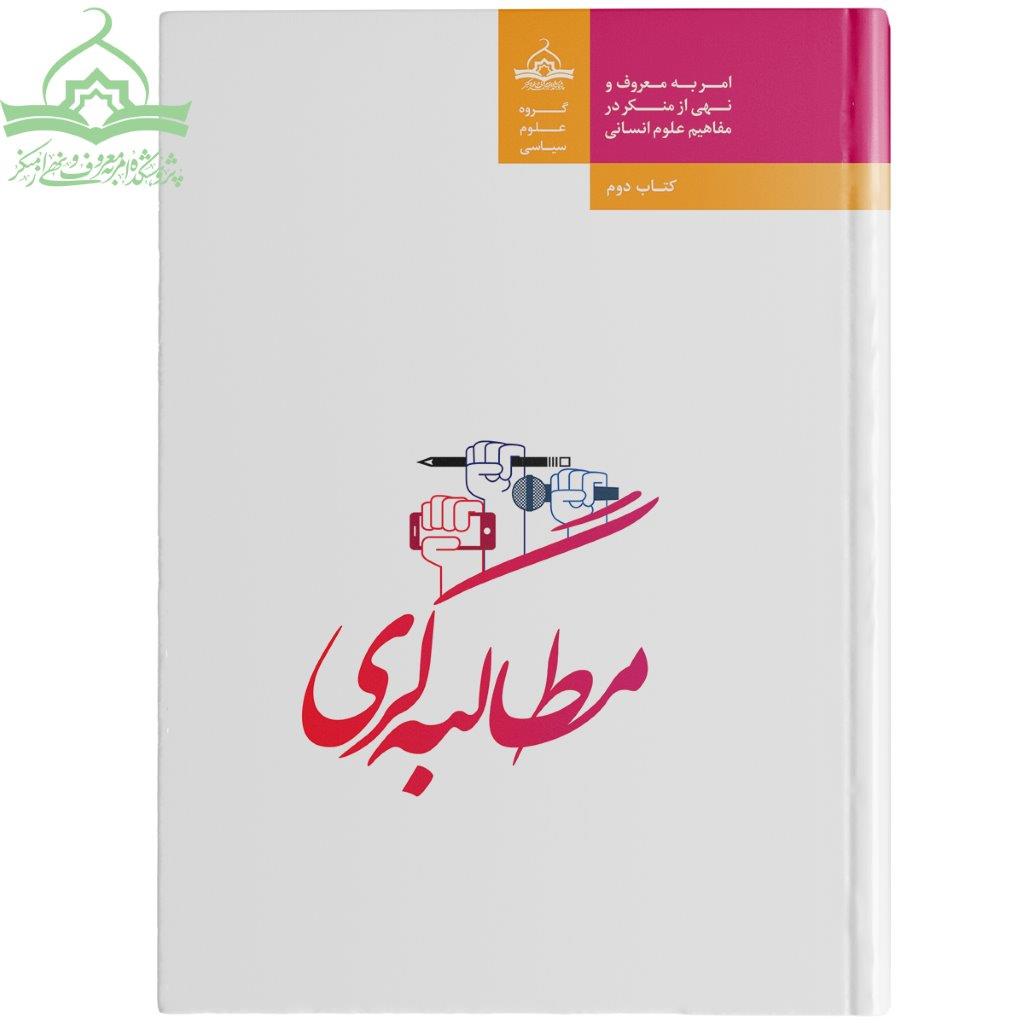 پژوهشکده امر به معروف و نهی از منکر
امر به معروف و
نهی از منکر در
مفاهیم علوم انسانی
کتاب دوم
گروه
علوم
سیاسی
مطالبه‌گری